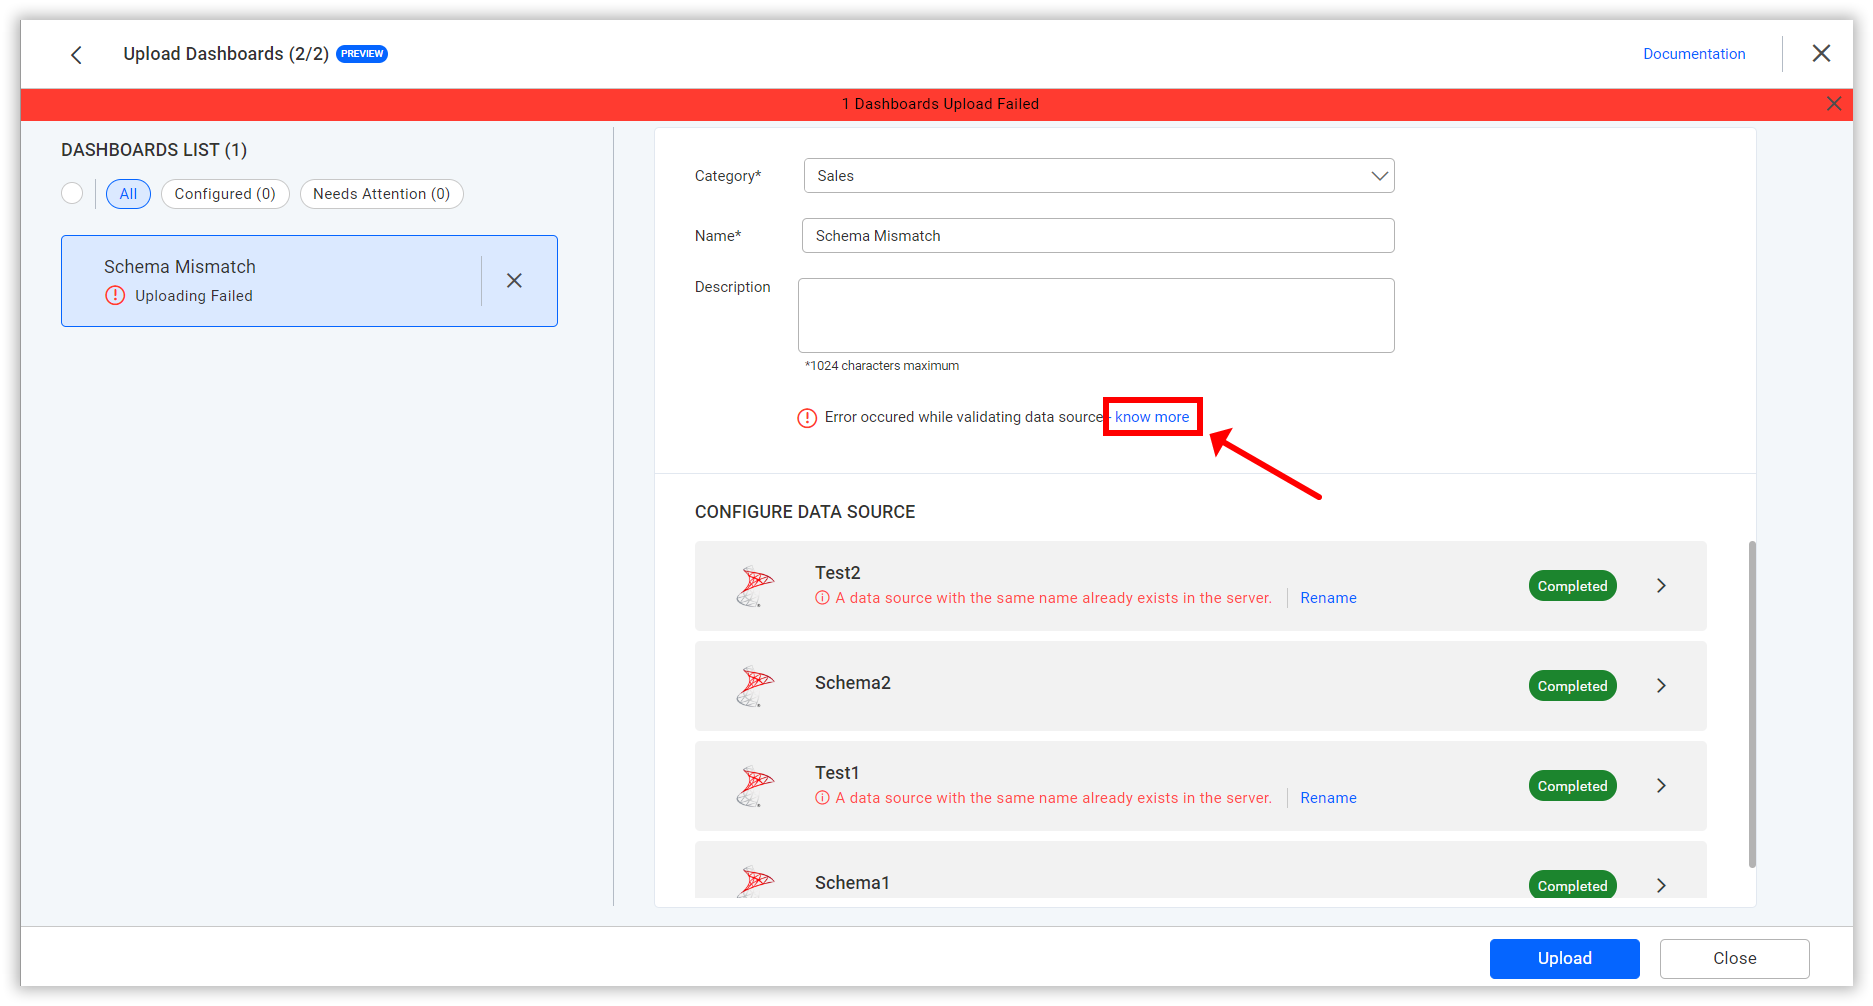 Upload Dashboards (2/2) PREVIEW
Documentation
1 Dashboards Upload Failed
DASHBOARDS LIST (1)
All
Configured (0)
Needs Attention (0)
Schema Mismatch
Uploading Failed
Category* Sales
Name* Schema Mismatch
Description
*1024 characters maximum
Error occured while validating data source - know more
CONFIGURE DATA SOURCE
Test2
A data source with the same name already exists in the server. Rename
Completed
Schema2
Completed
Test1
A data source with the same name already exists in the server. Rename
Completed
Schema1
Completed
Upload
Close